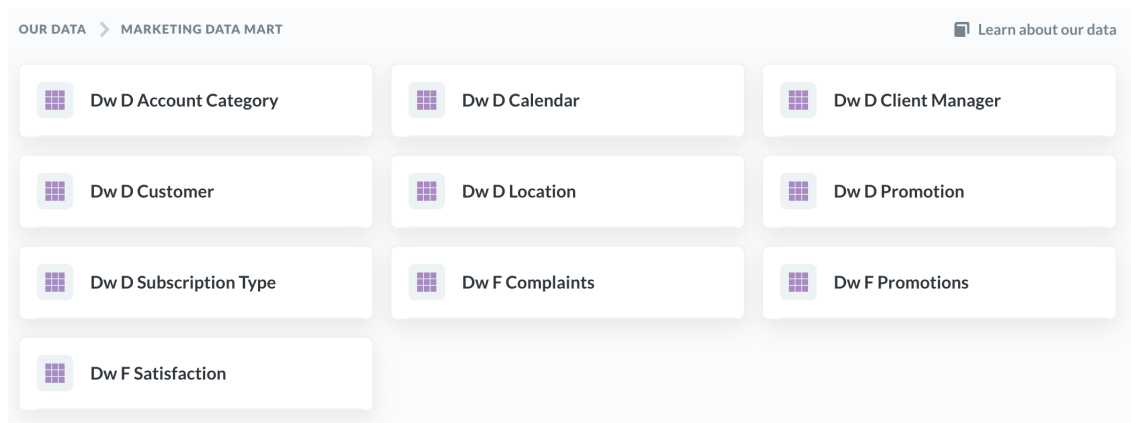 OUR DATA > MARKETING DATA MART
Learn about our data
Dw D Account Category
Dw D Calendar
Dw D Client Manager
Dw D Customer
Dw D Location
Dw D Promotion
Dw D Subscription Type
Dw F Complaints
Dw F Promotions
Dw F Satisfaction